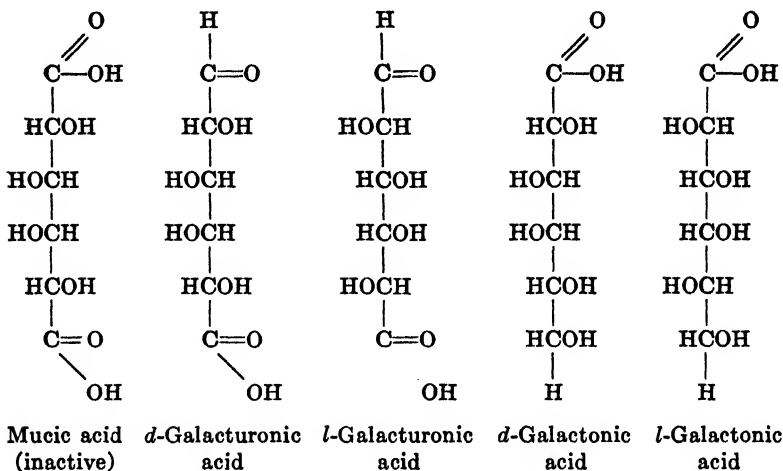 O H H O O
C—OH C=O C=O C—OH C—OH
HCOH HCOH HOCH HCOH HOCH
HOCH HOCH HCOH HOCH HCOH
HOCH HOCH HCOH HOCH HCOH
HCOH HCOH HOCH HCOH HOCH
C=O C=O C=O HCOH HCOH
OH OH OH H H
Mucic acid d-Galacturonic l-Galacturonic d-Galactonic l-Galactonic
(inactive) acid acid acid acid